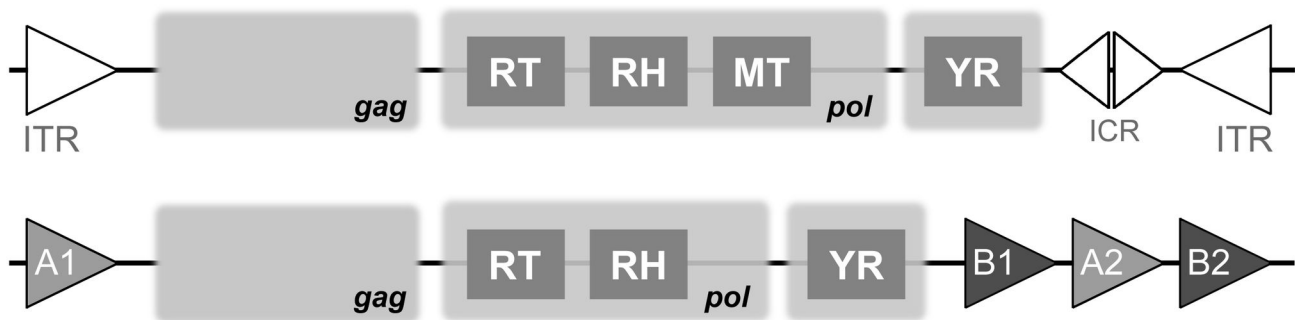 RT RH MT YR
gag pol
ITR ICR ITR
A1 RT RH YR B1 A2 B2
gag pol